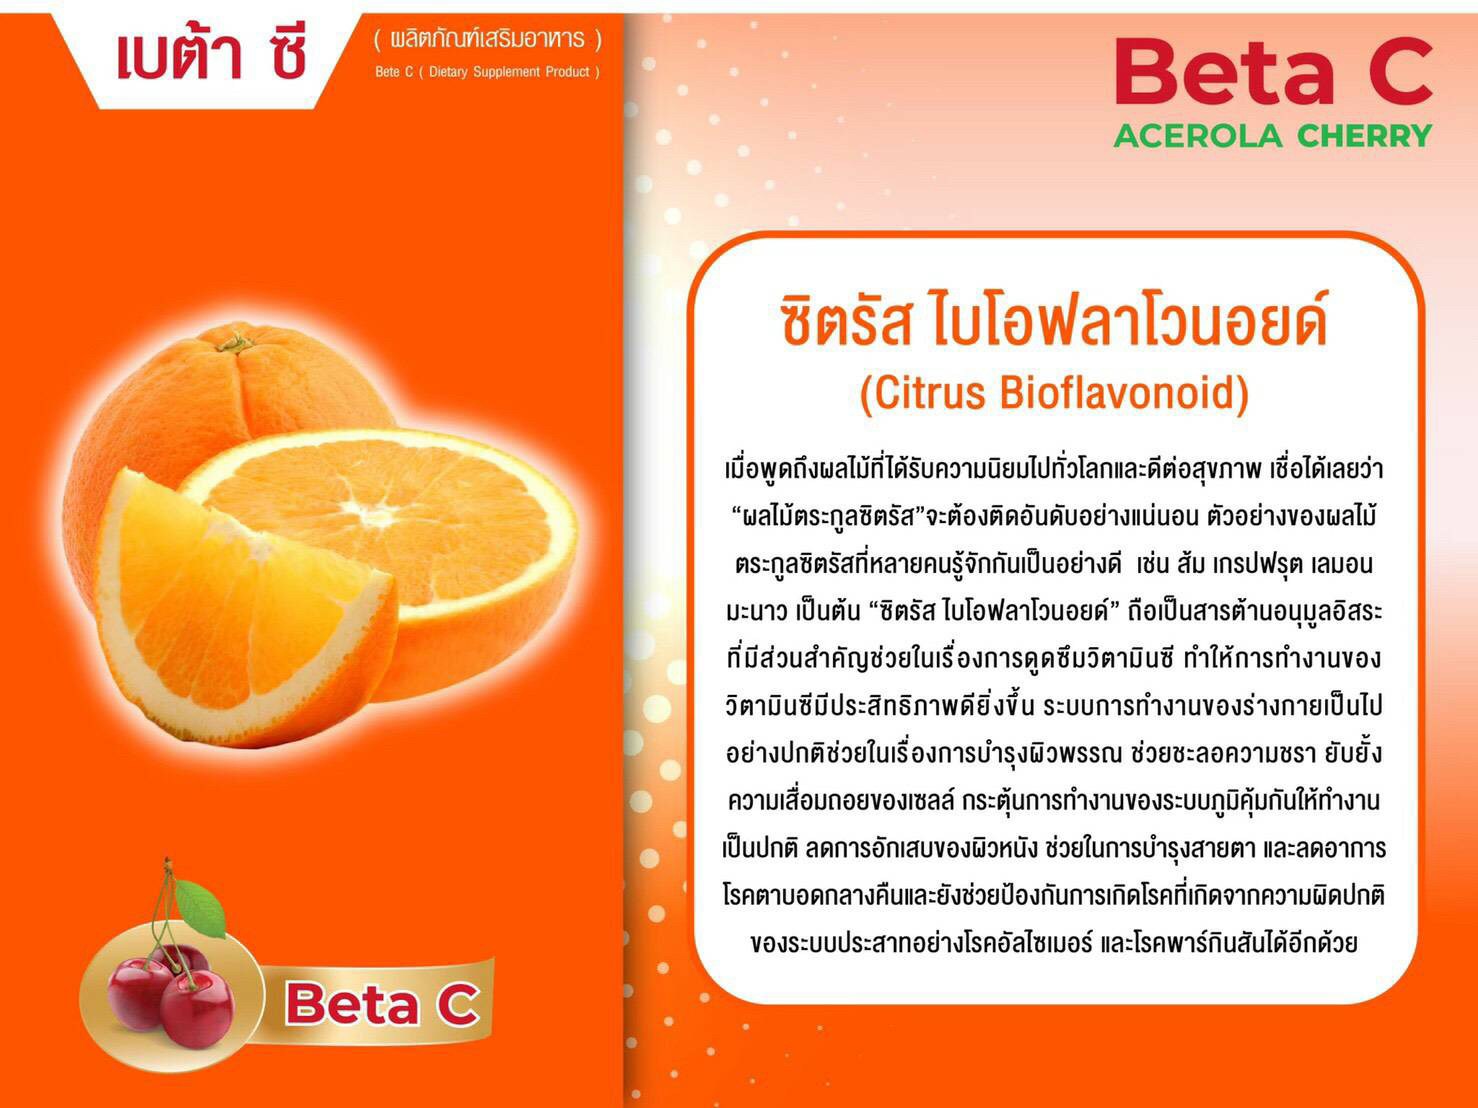 เบต้า ซี
( ผลิตภัณฑ์เสริมอาหาร )
Bete C ( Dietary Supplement Product )
Beta C
ACEROLA CHERRY
ซิตรัส ไบโอฟลาโวนอยด์
(Citrus Bioflavonoid)
เมื่อพูดถึงผลไม้ที่ได้รับความนิยมไปทั่วโลกและดีต่อสุขภาพ เชื่อได้เลยว่า
“ผลไม้ตระกูลซิตรัส”จะต้องติดอันดับอย่างแน่นอน ตัวอย่างของผลไม้
ตระกูลซิตรัสที่หลายคนรู้จักกันเป็นอย่างดี เช่น ส้ม เกรปฟรุต เลมอน
มะนาว เป็นต้น “ซิตรัส ไบโอฟลาโวนอยด์” ถือเป็นสารต้านอนุมูลอิสระ
ที่มีส่วนสำคัญช่วยในเรื่องการดูดซึมวิตามินซี ทำให้การทำงานของ
วิตามินซีมีประสิทธิภาพดียิ่งขึ้น ระบบการทำงานของร่างกายเป็นไป
อย่างปกติช่วยในเรื่องการบำรุงผิวพรรณ ช่วยชะลอความชรา ยับยั้ง
ความเสื่อมถอยของเซลล์ กระตุ้นการทำงานของระบบภูมิคุ้มกันให้ทำงาน
เป็นปกติ ลดการอักเสบของผิวหนัง ช่วยในการบำรุงสายตา และลดอาการ
โรคตาบอดกลางคืนและยังช่วยป้องกันการเกิดโรคที่เกิดจากความผิดปกติ
ของระบบประสาทอย่างโรคอัลไซเมอร์ และโรคพาร์กินสันได้อีกด้วย
Beta C